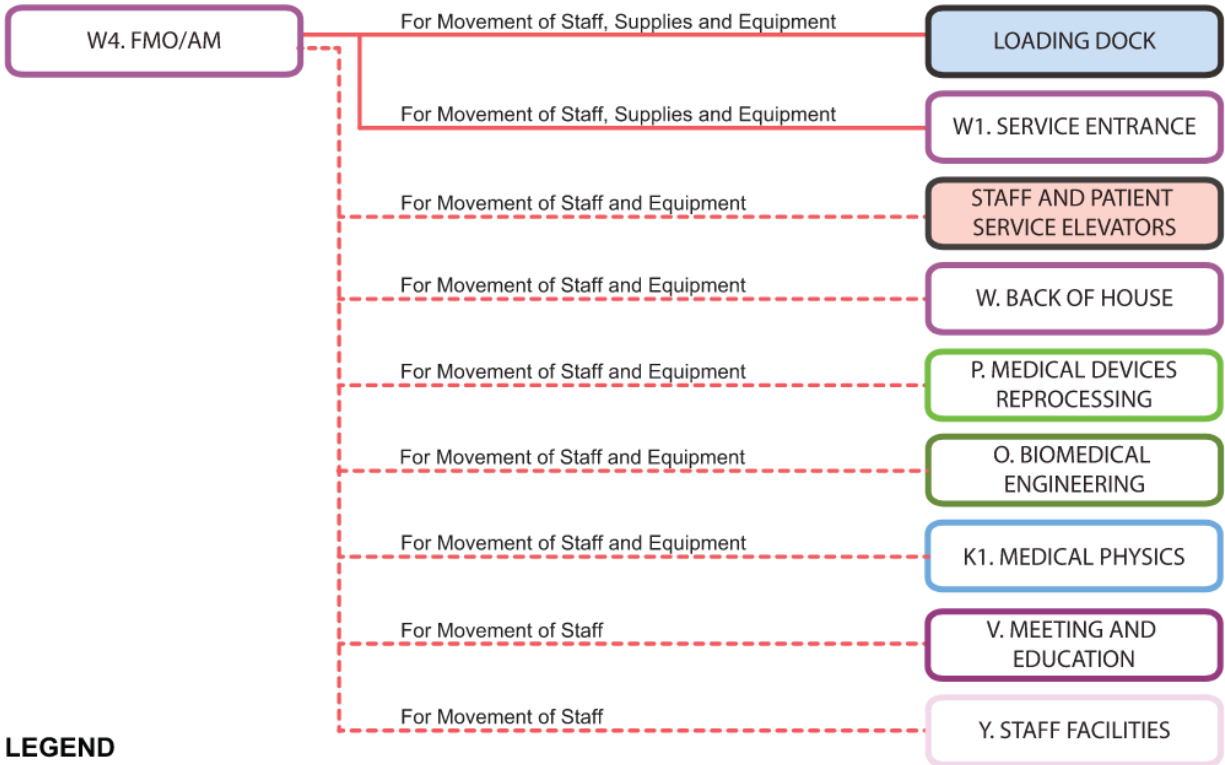 W4. FMO/AM
For Movement of Staff, Supplies and Equipment
LOADING DOCK
For Movement of Staff, Supplies and Equipment
W1. SERVICE ENTRANCE
For Movement of Staff and Equipment
STAFF AND PATIENT
SERVICE ELEVATORS
For Movement of Staff and Equipment
W. BACK OF HOUSE
For Movement of Staff and Equipment
P. MEDICAL DEVICES
REPROCESSING
For Movement of Staff and Equipment
O. BIOMEDICAL
ENGINEERING
For Movement of Staff and Equipment
K1. MEDICAL PHYSICS
For Movement of Staff
V. MEETING AND
EDUCATION
For Movement of Staff
Y. STAFF FACILITIES
LEGEND